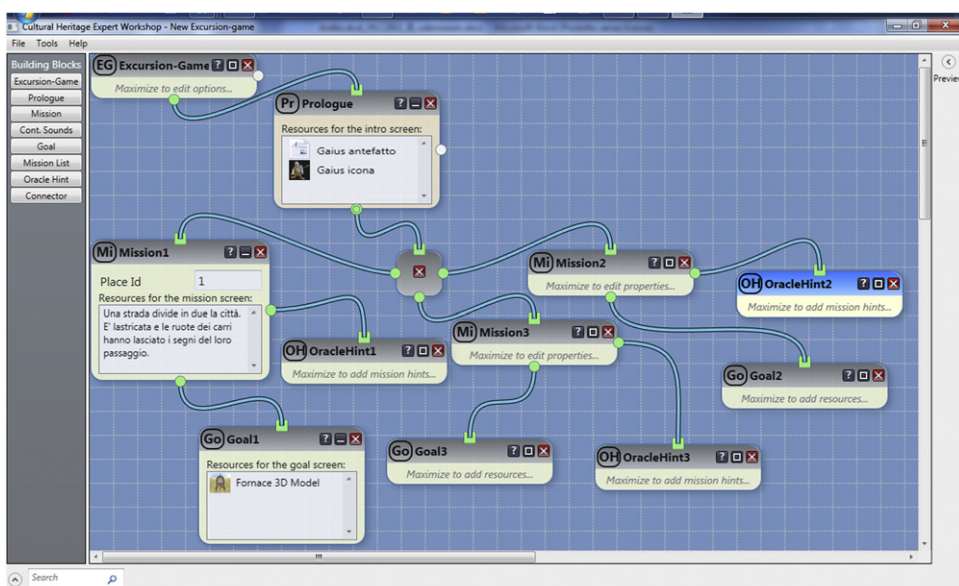 Cultural Heritage Expert Workshop - New Excursion-game
File Tools Help
Building Blocks
Excursion-Game
Prologue
Mission
Cont. Sounds
Goal
Mission List
Oracle Hint
Connector
Preview
EG Excursion-Game ?
Maximize to edit options...
Pr Prologue ?
Resources for the intro screen:
Gaius antefatto
Gaius icona
Mi Mission1 ?
Place Id 1
Resources for the mission screen:
Una strada divide in due la città.
E' lastricata e le ruote dei carri
hanno lasciato i segni del loro
passaggio.
Mi Mission2 ?
Maximize to edit properties...
OH OracleHint2
Maximize to add mission hints...
Mi Mission3 ?
Maximize to edit properties...
OH OracleHint1 ?
Maximize to add mission hints...
Go Goal2 ?
Maximize to add resources...
Go Goal1 ?
Resources for the goal screen:
Fornace 3D Model
Go Goal3 ?
Maximize to add resources...
OH OracleHint3 ?
Maximize to add mission hints...
Search